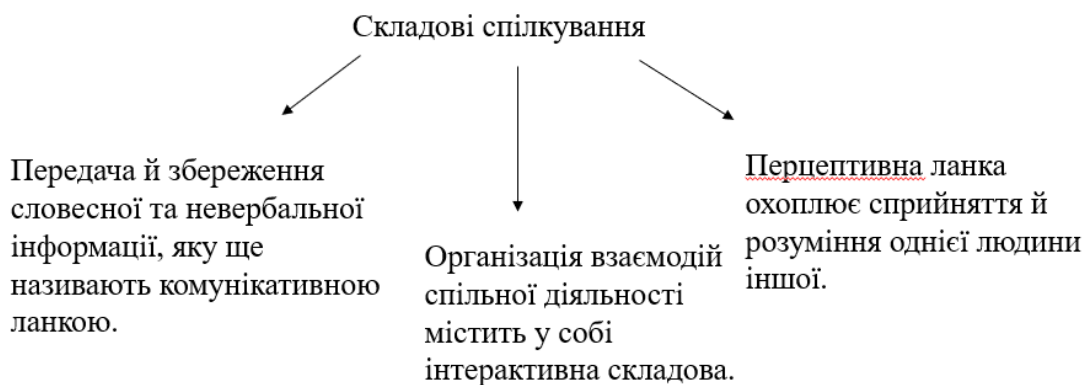 Складові спілкування
Передача й збереження
словесної та невербальної
інформації, яку ще
називають комунікативною
ланкою.
Організація взаємодій
спільної діяльності
містить у собі
інтерактивна складова.
Перцептивна ланка
охоплює сприйняття й
розуміння однієї людини
іншої.